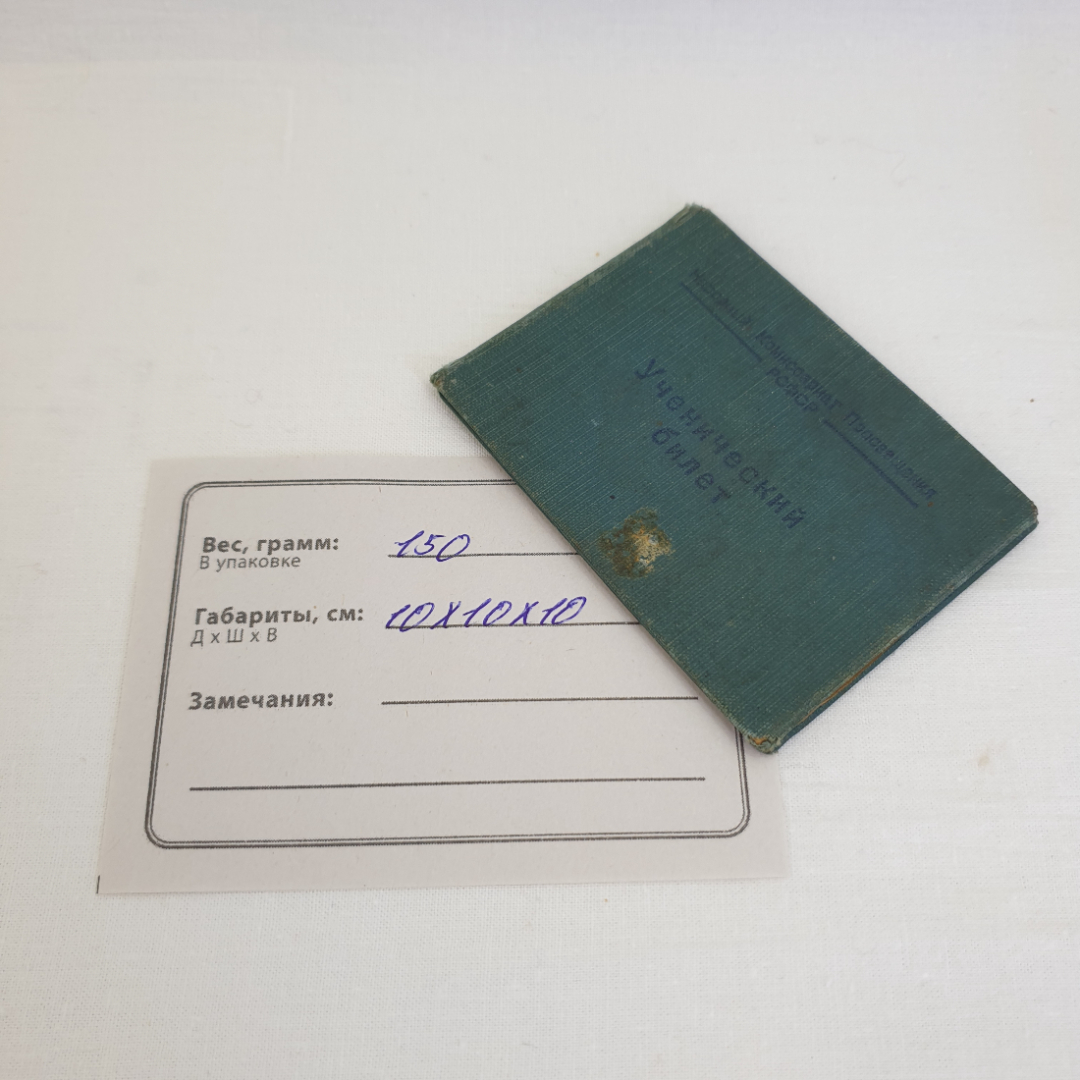 Народный Комиссариат Просвещения
РСФСР
Ученический
билет
Вес, грамм: 150
В упаковке
Габариты, см: 10х10х10
Д х Ш х В
Замечания: